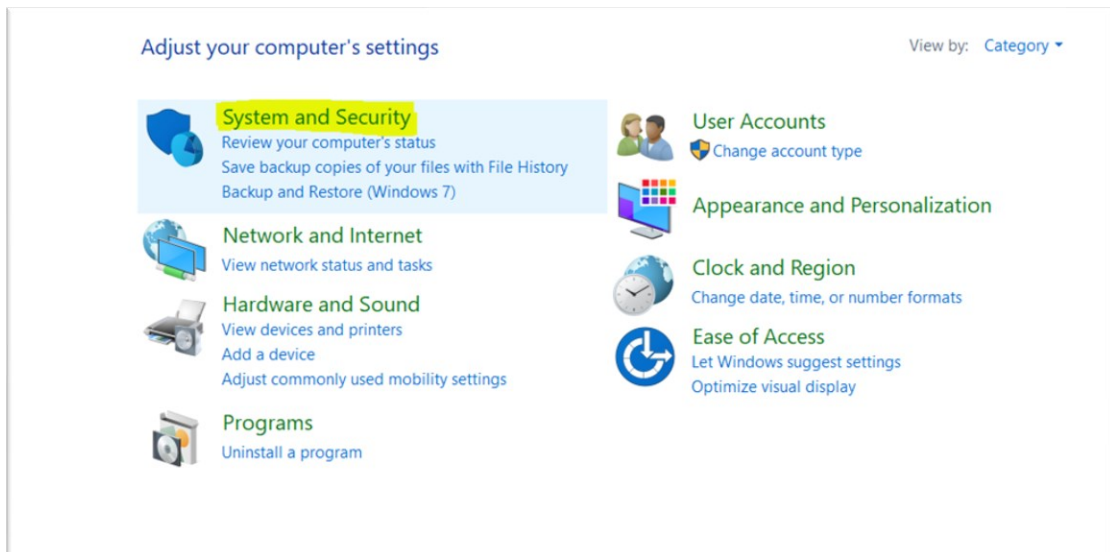 Adjust your computer's settings
View by: Category
System and Security
Review your computer's status
Save backup copies of your files with File History
Backup and Restore (Windows 7)
Network and Internet
View network status and tasks
Hardware and Sound
View devices and printers
Add a device
Adjust commonly used mobility settings
Programs
Uninstall a program
User Accounts
Change account type
Appearance and Personalization
Clock and Region
Change date, time, or number formats
Ease of Access
Let Windows suggest settings
Optimize visual display